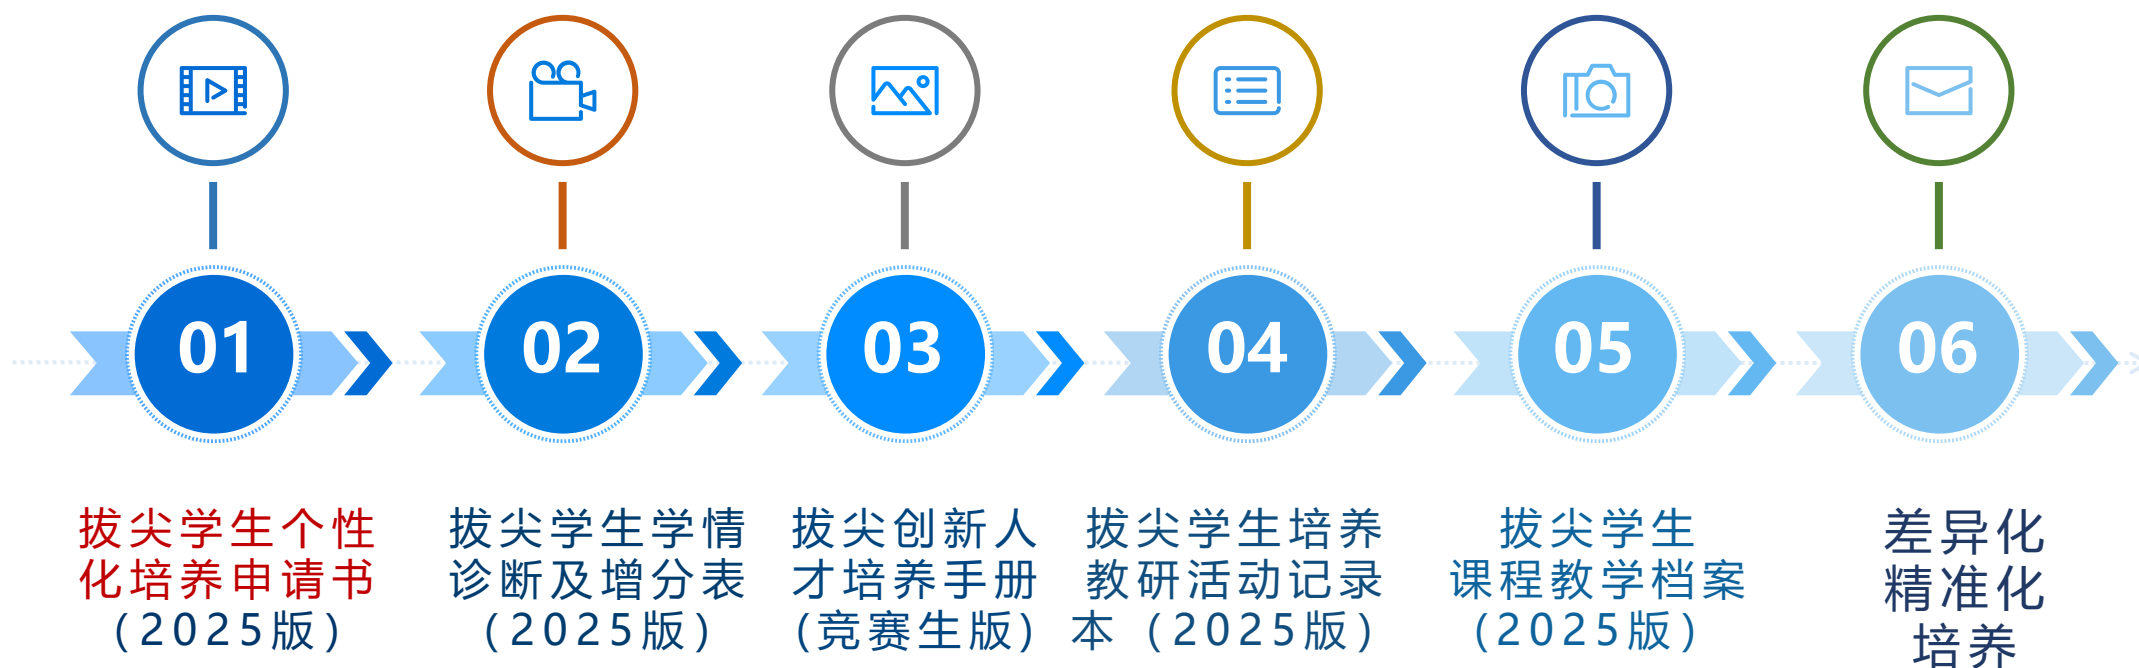 01
02
03
04
05
06
拔尖学生个性
化培养申请书
（2025版）
拔尖学生学情
诊断及增分表
（2025版）
拔尖创新人
才培养手册
(竞赛生版)
拔尖学生培养
教研活动记录
本（2025版）
拔尖学生
课程教学档案
（2025版）
差异化
精准化
培养